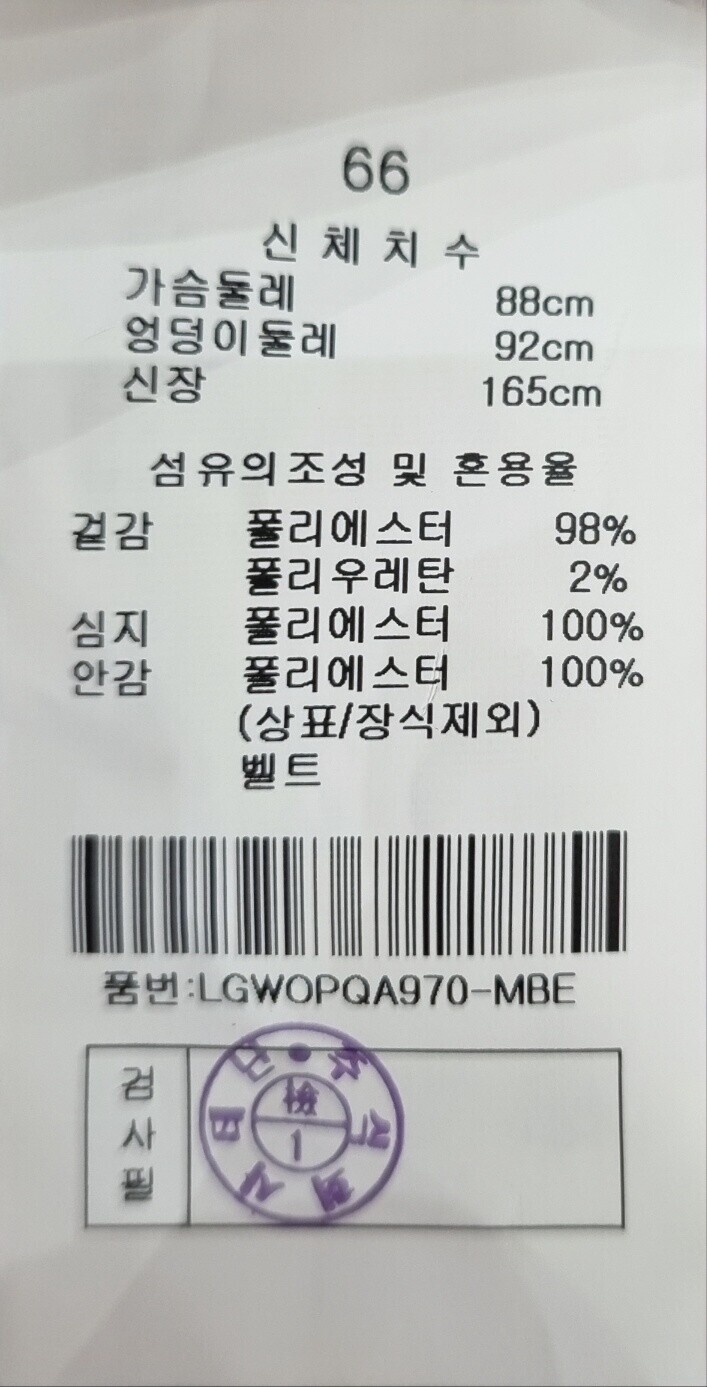 66
신체치수
가슴둘레 88cm
엉덩이둘레 92cm
신장 165cm
섬유의조성 및 혼용율
겉감 폴리에스터 98%
폴리우레탄 2%
심지 폴리에스터 100%
안감 폴리에스터 100%
(상표/장식제외)
벨트
품번:LGWOPQA970-MBE
검사필
檢
1